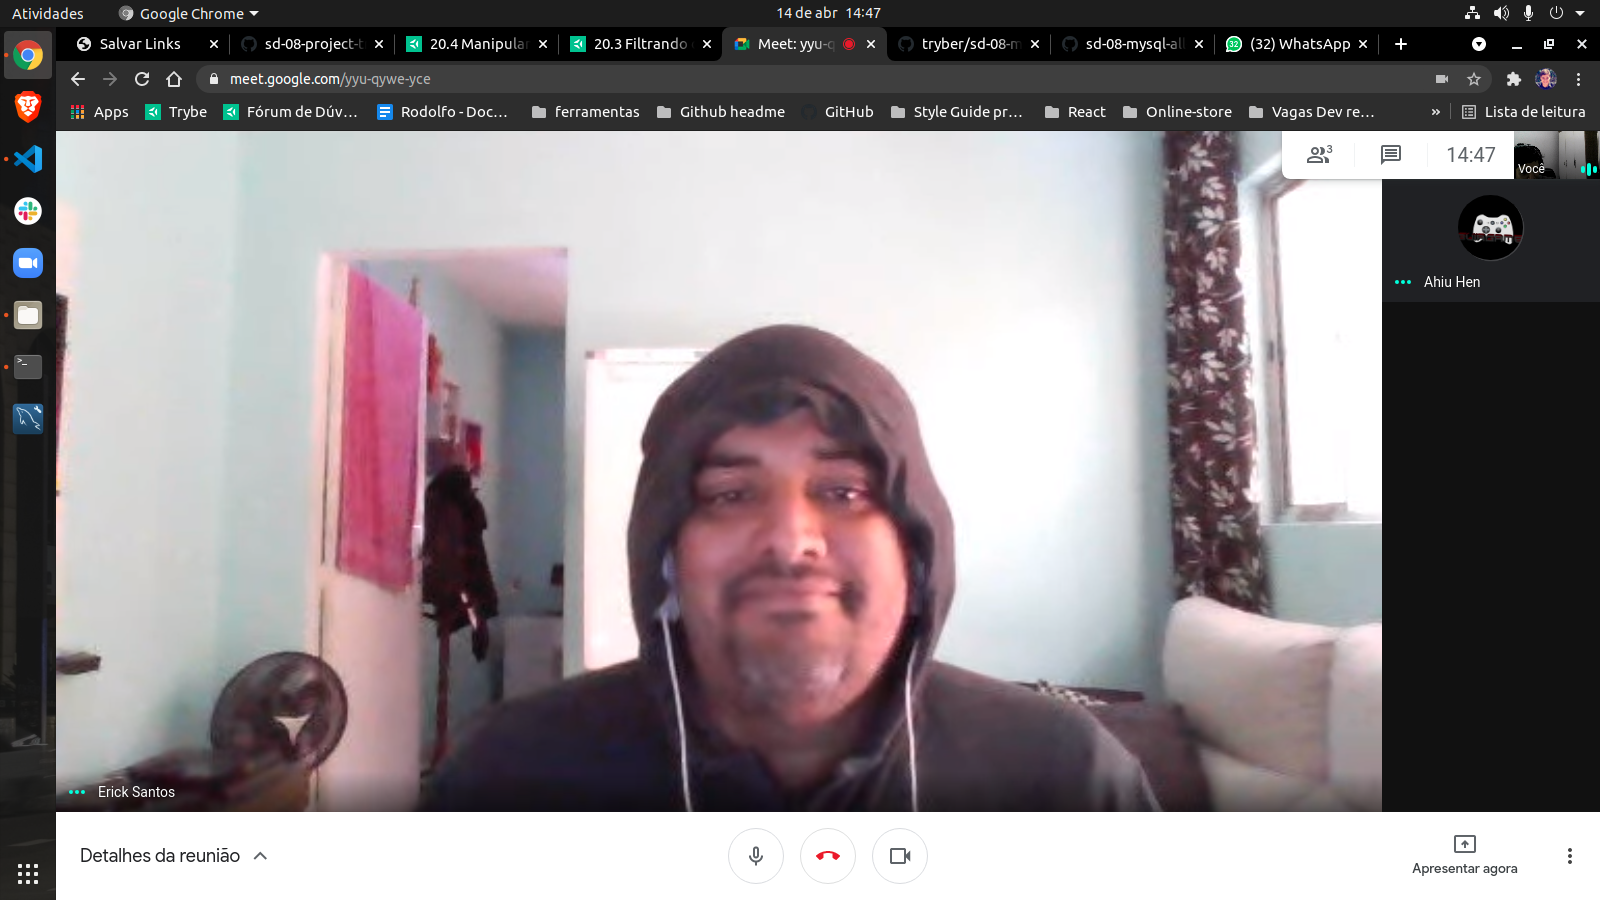 Atividades Google Chrome 14 de abr 14:47
Salvar Links sd-08-project-t 20.4 Manipula 20.3 Filtrando Meet: yyu-q tryber/sd-08-m sd-08-mysql-all (32) WhatsApp
meet.google.com/yyu-qywe-yce
Apps Trybe Fórum de Dúv... Rodolfo - Doc... ferramentas Github headme GitHub Style Guide pr... React Online-store Vagas Dev re... » Lista de leitura
3 14:47 Você
Ahiu Hen
Erick Santos
Detalhes da reunião
Apresentar agora